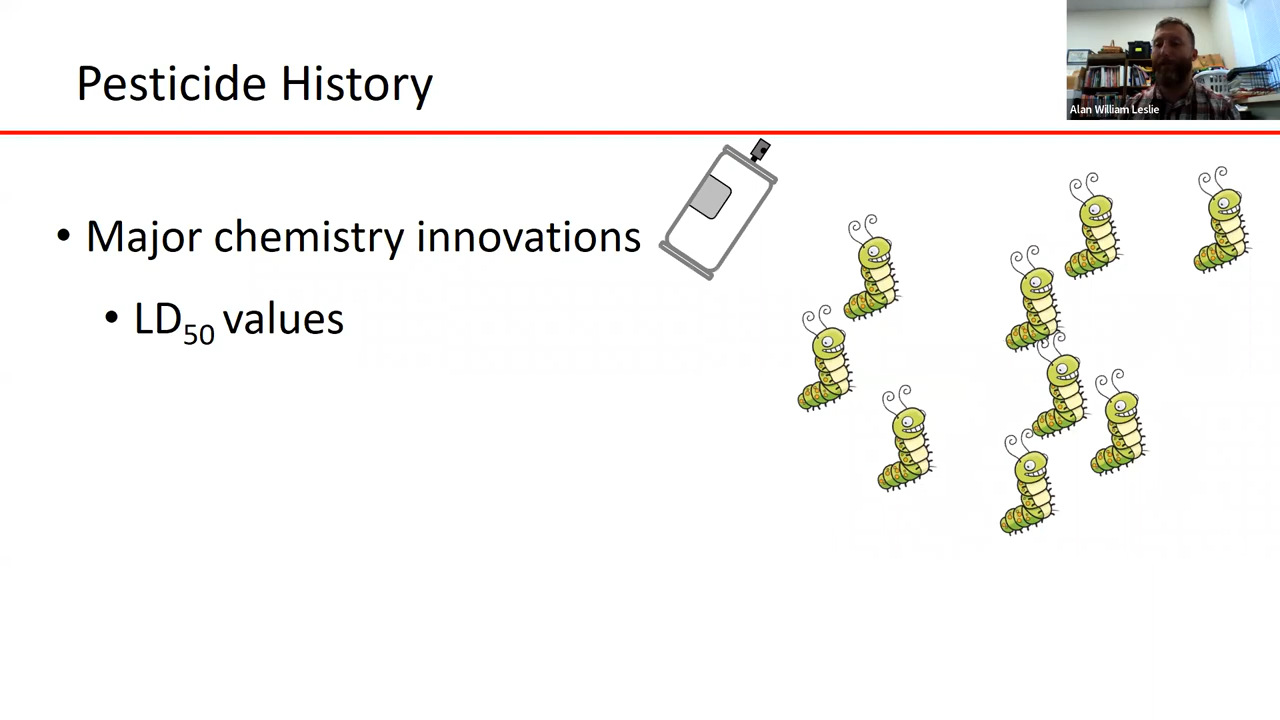 Pesticide History
Alan William Leslie
• Major chemistry innovations
• LD50 values